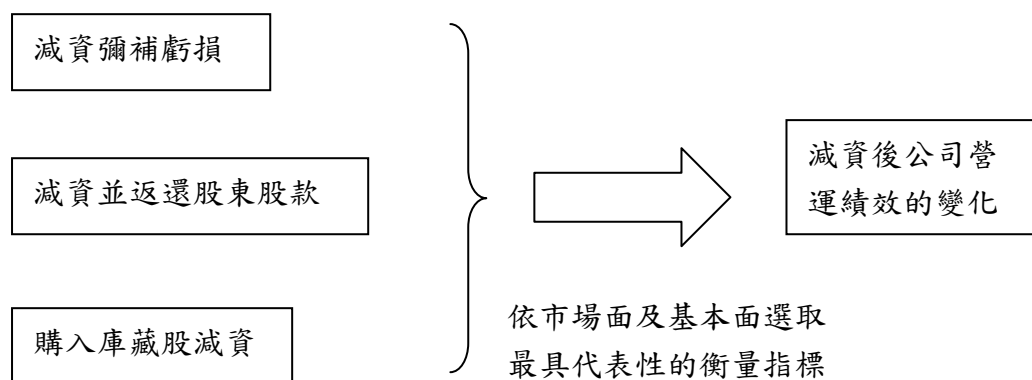 減資彌補虧損
減資並返還股東股款
購入庫藏股減資
依市場面及基本面選取
最具代表性的衡量指標
減資後公司營
運績效的變化